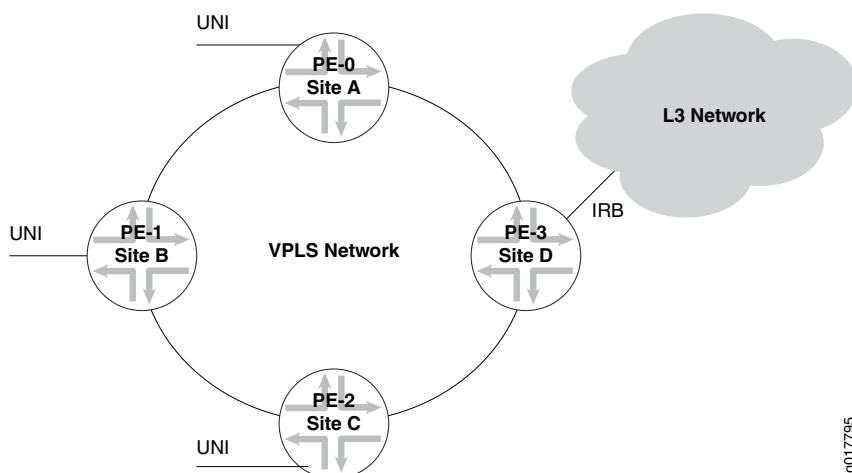 UNI
PE-0
Site A
L3 Network
IRB
UNI
PE-1
Site B
VPLS Network
PE-3
Site D
PE-2
Site C
UNI
g017795